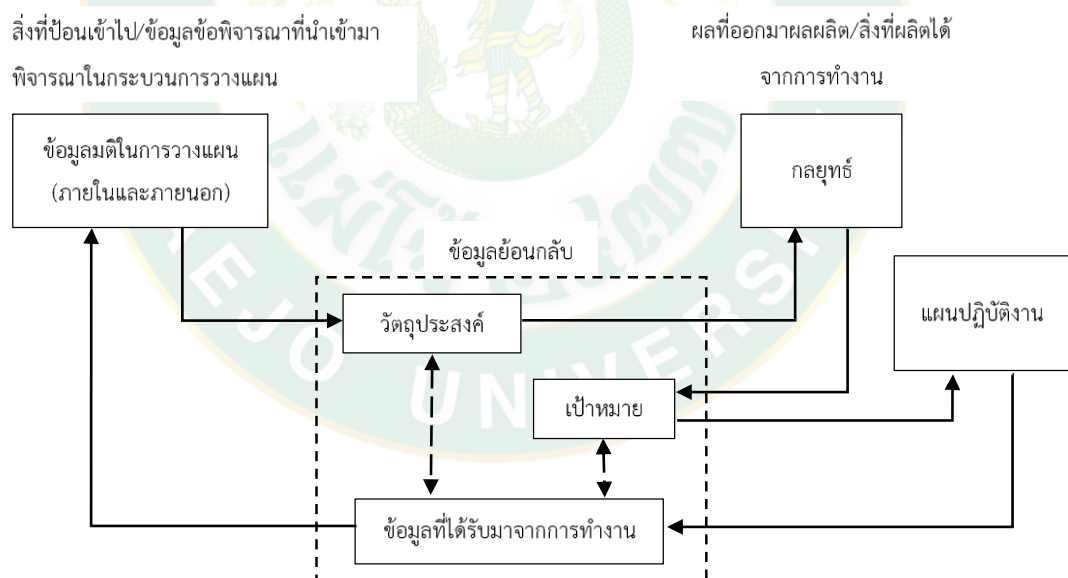 สิ่งที่ป้อนเข้าไป/ข้อมูลข้อพิจารณาที่นำเข้ามา
พิจารณาในกระบวนการวางแผน
ผลที่ออกมาผลผลิต/สิ่งที่ผลิตได้
จากการทำงาน
ข้อมูลมติในการวางแผน
(ภายในและภายนอก)
กลยุทธ์
ข้อมูลย้อนกลับ
วัตถุประสงค์
แผนปฏิบัติงาน
เป้าหมาย
ข้อมูลที่ได้รับมาจากการทำงาน
แม่โจ้
EJO UNIVERS